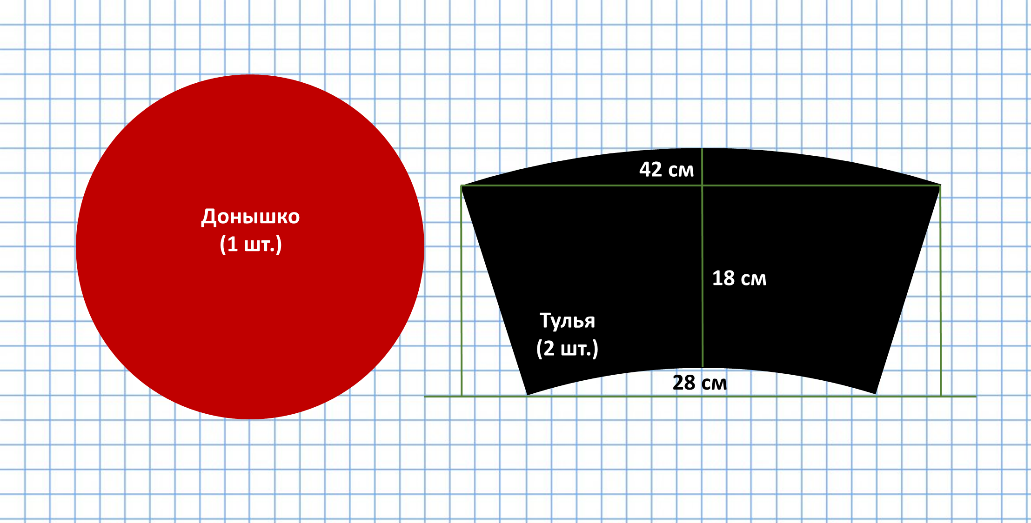 Донышко
(1 шт.)
42 см
18 см
Тулья
(2 шт.)
28 см